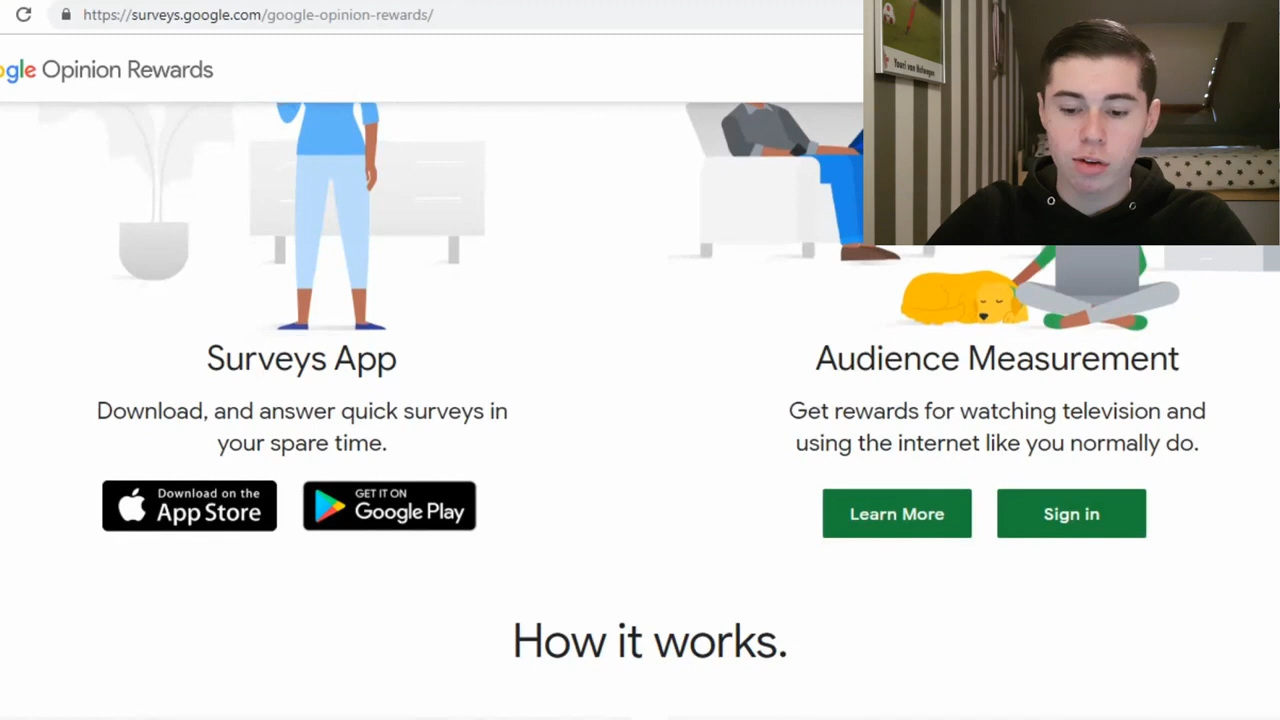 https://surveys.google.com/google-opinion-rewards/
ogle Opinion Rewards
Surveys App
Download, and answer quick surveys in
your spare time.
Download on the
App Store
GET IT ON
Google Play
Audience Measurement
Get rewards for watching television and
using the internet like you normally do.
Learn More
Sign in
How it works.